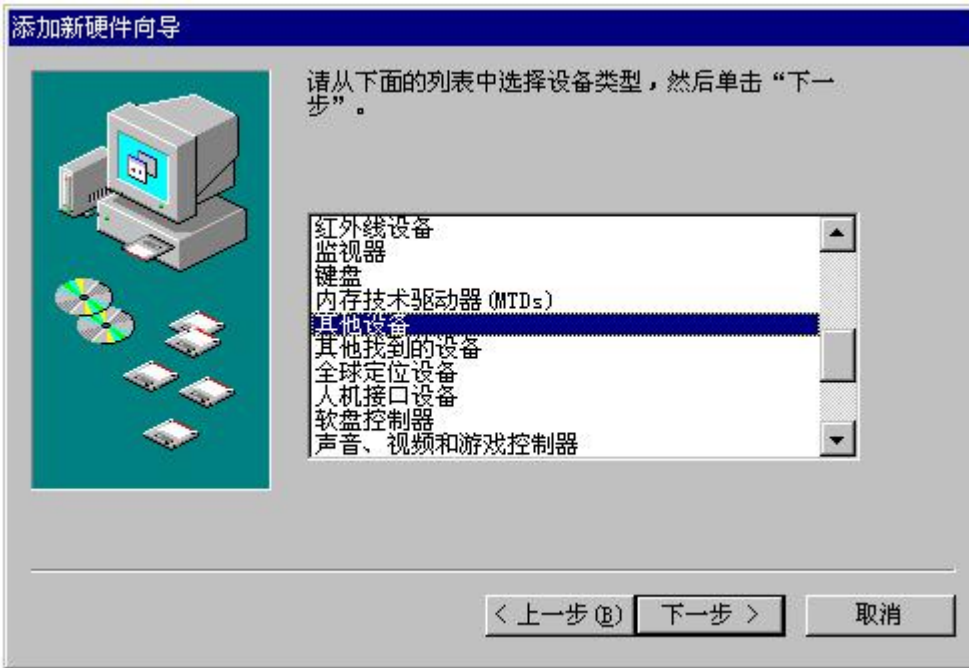 添加新硬件向导
请从下面的列表中选择设备类型，然后单击“下一
步”。
红外线设备
监视器
键盘
内存技术驱动器(MTDs)
其他设备
其他找到的设备
全球定位设备
人机接口设备
软盘控制器
声音、视频和游戏控制器
< 上一步(B) 下一步 > 取消